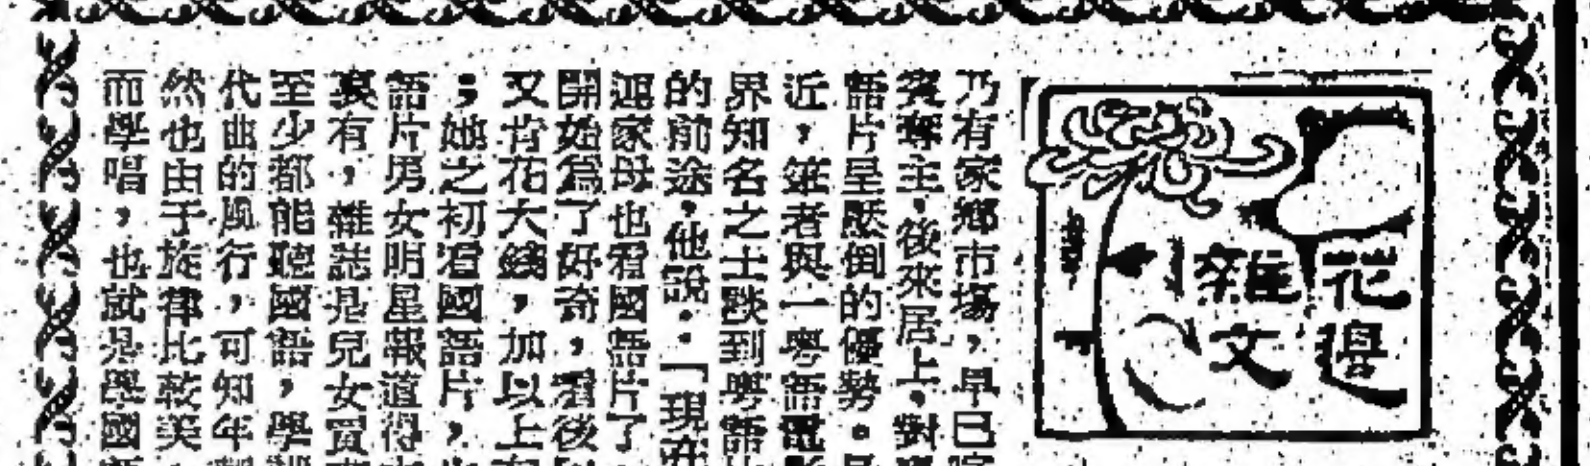 花邊
雜文
乃有家鄉市場，早已
賓奪主，後來居上，對
語片呈壓倒的優勢。
近，筆者與一粵語電
界知名之士談到粵語
的前途，他說：「現在
連家母也看國語片了
開始爲了好奇，看後
又肯花大錢，加以上
；她之初看國語片，
語片男女明星報道得
裏有，雜誌是兒女買
至少都能聽國語，學
代曲的風行，可知年
然也由于旋律比較美
而學唱，也就是學國